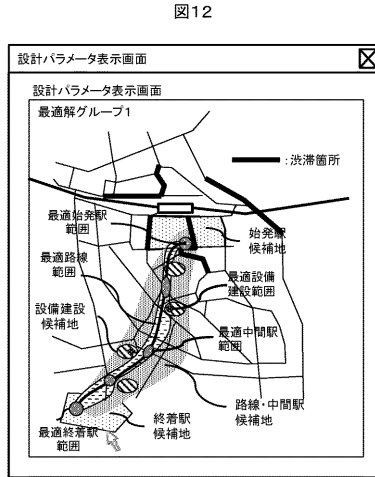 図12
設計パラメータ表示画面
設計パラメータ表示画面
最適解グループ1
:渋滞箇所
最適始発駅
範囲
始発駅
候補地
最適路線
範囲
最適設備
建設範囲
設備建設
候補地
最適中間駅
範囲
路線・中間駅
候補地
終着駅
候補地
最適終着駅
範囲